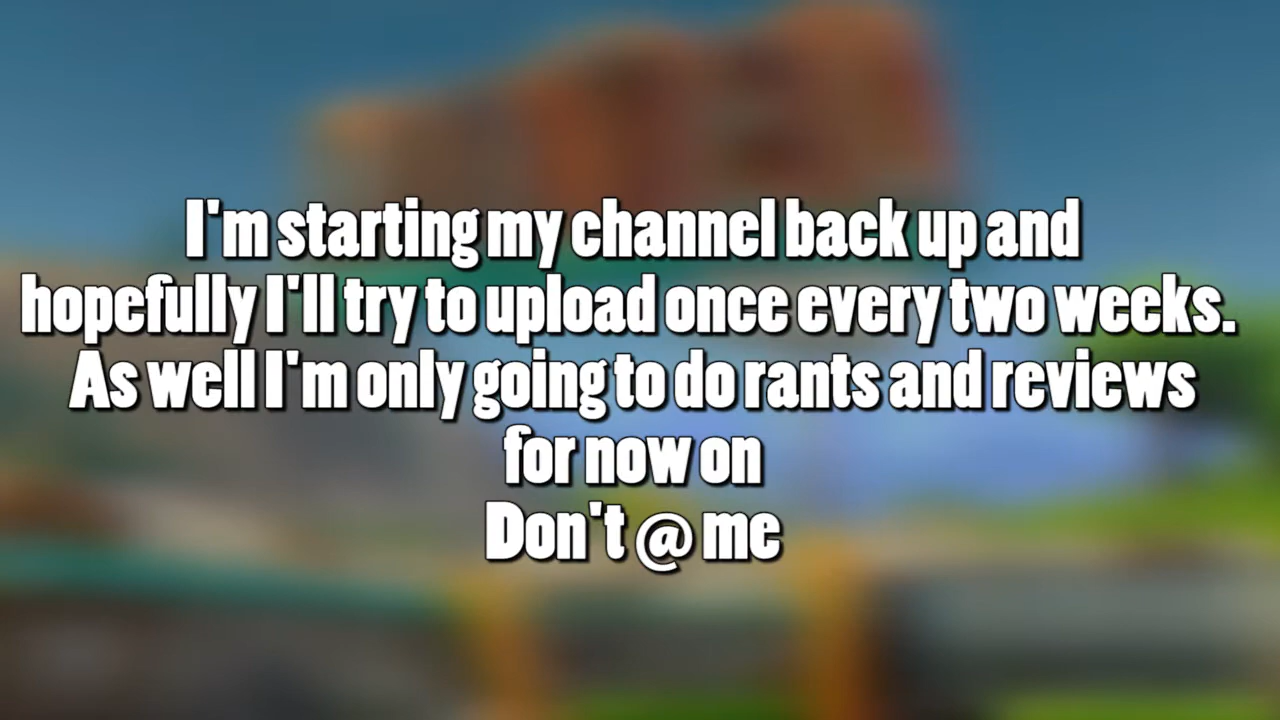 I'm starting my channel back up and
hopefully I'll try to upload once every two weeks.
As well I'm only going to do rants and reviews
for now on
Don't @ me